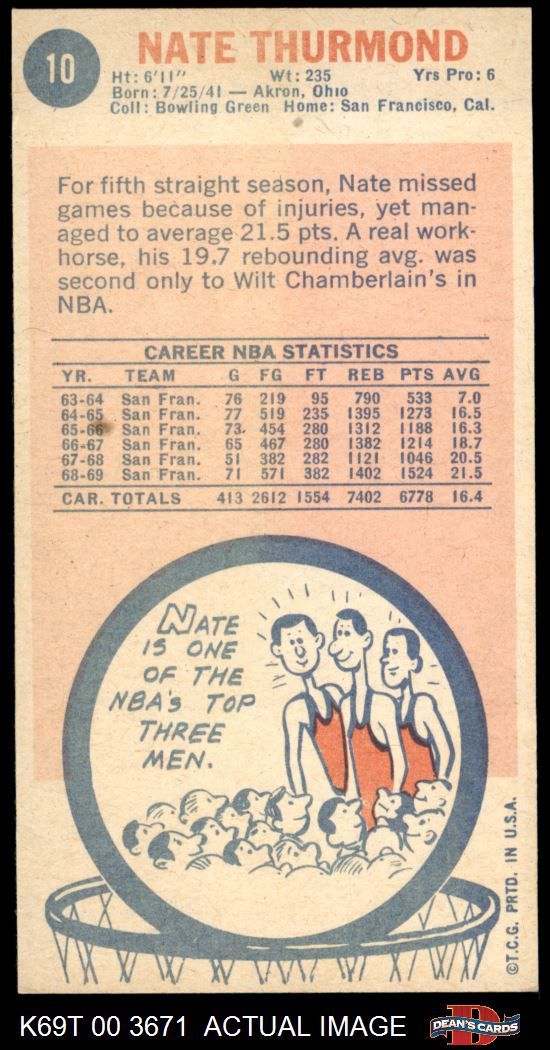 10
NATE THURMOND
Ht: 6'11" Wt: 235 Yrs Pro: 6
Born: 7/25/41 — Akron, Ohio
Coll: Bowling Green Home: San Francisco, Cal.
For fifth straight season, Nate missed
games because of injuries, yet man-
aged to average 21.5 pts. A real work-
horse, his 19.7 rebounding avg. was
second only to Wilt Chamberlain's in
NBA.
CAREER NBA STATISTICS
YR. TEAM G FG FT REB PTS AVG
63-64 San Fran. 76 219 95 790 533 7.0
64-65 San Fran. 77 519 235 1395 1273 16.5
65-66 San Fran. 73 454 280 1312 1188 16.3
66-67 San Fran. 65 467 280 1382 1214 18.7
67-68 San Fran. 51 382 282 1121 1046 20.5
68-69 San Fran. 71 571 382 1402 1524 21.5
CAR. TOTALS 413 2612 1554 7402 6778 16.4
NATE
IS ONE
OF THE
NBA'S TOP
THREE
MEN.
©T.C.G. PRTD. IN U.S.A.
K69T 00 3671 ACTUAL IMAGE
D
DEAN'S CARDS